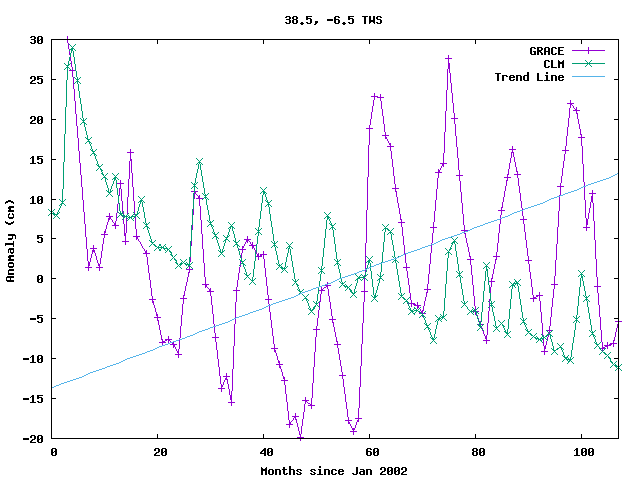 38.5, -6.5 TWS
GRACE
CLM
Trend Line
30
25
20
15
10
5
0
-5
-10
-15
-20
Anomaly (cm)
0 20 40 60 80 100
Months since Jan 2002